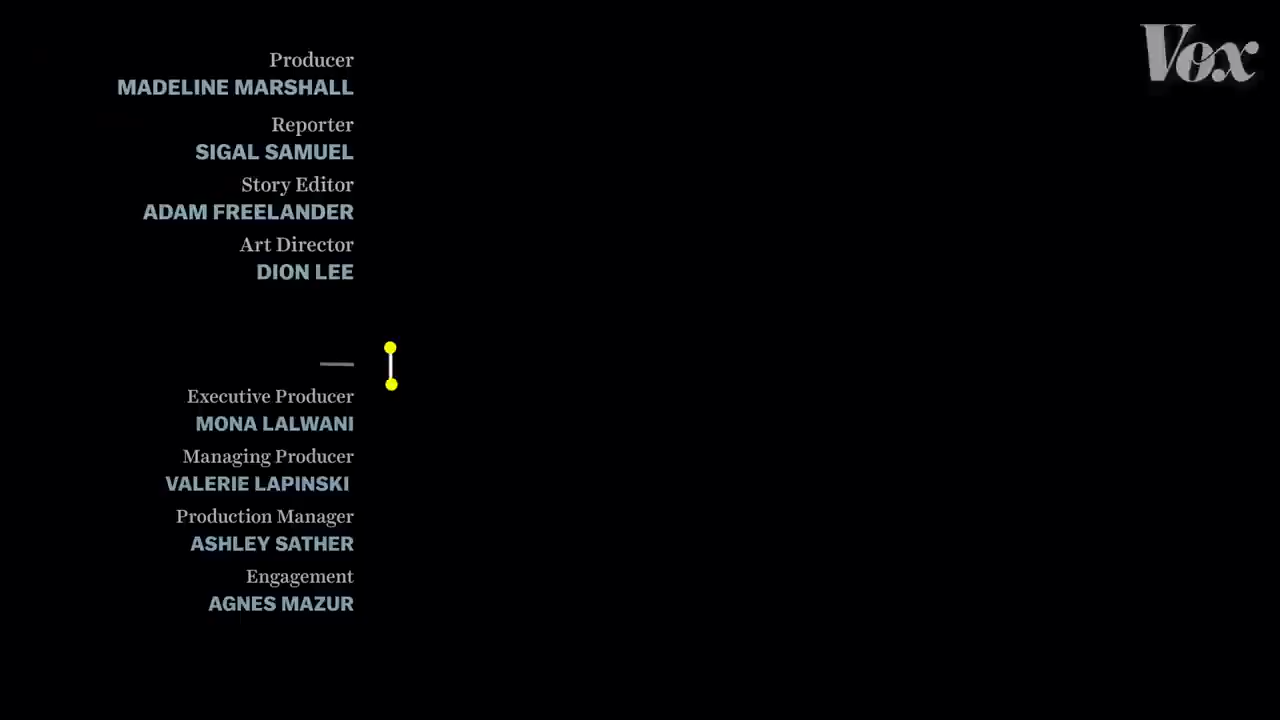 Vox
Producer
MADELINE MARSHALL
Reporter
SIGAL SAMUEL
Story Editor
ADAM FREELANDER
Art Director
DION LEE
Executive Producer
MONA LALWANI
Managing Producer
VALERIE LAPINSKI
Production Manager
ASHLEY SATHER
Engagement
AGNES MAZUR